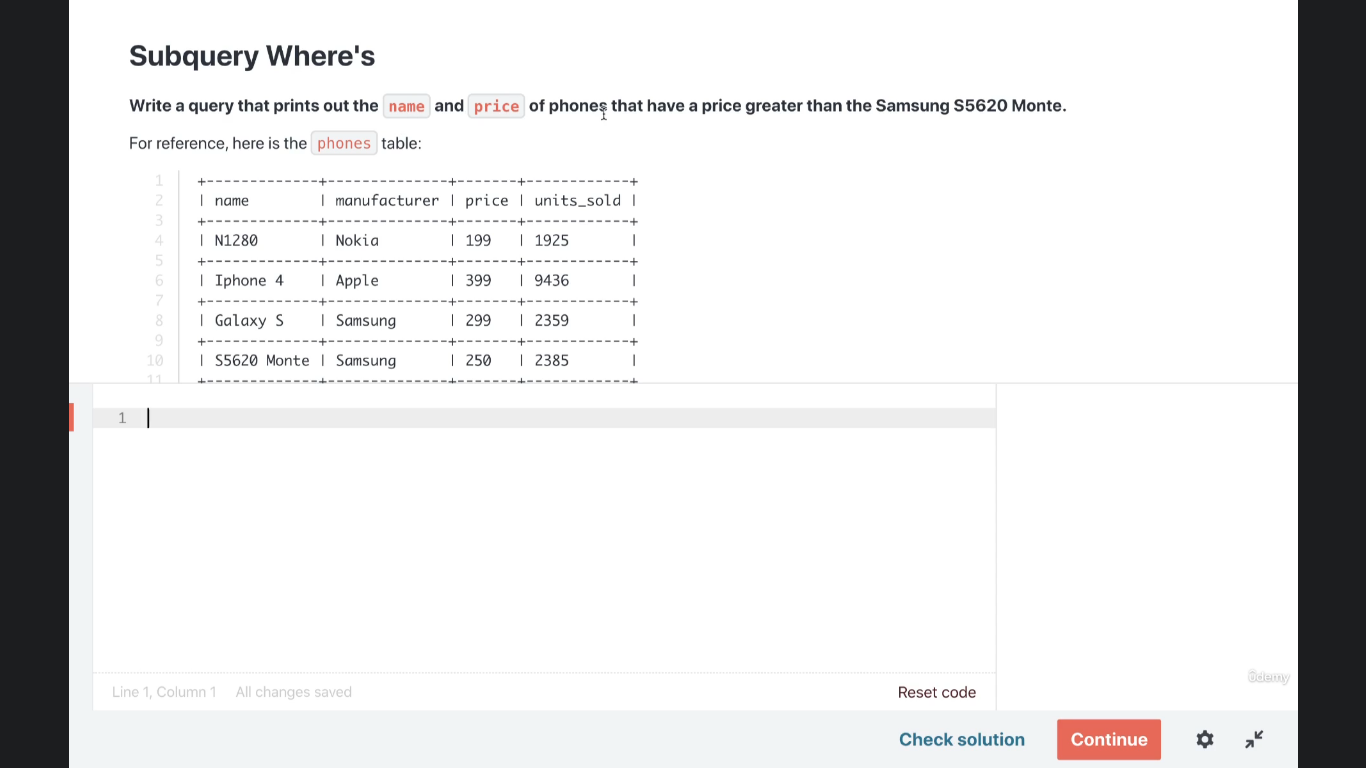 Subquery Where's
Write a query that prints out the name and price of phones that have a price greater than the Samsung S5620 Monte.
For reference, here is the phones table:
1 +--------------+---------------+-------+------------+
2 | name | manufacturer | price | units_sold |
3 +--------------+---------------+-------+------------+
4 | N1280 | Nokia | 199 | 1925 |
5 +--------------+---------------+-------+------------+
6 | Iphone 4 | Apple | 399 | 9436 |
7 +--------------+---------------+-------+------------+
8 | Galaxy S | Samsung | 299 | 2359 |
9 +--------------+---------------+-------+------------+
10 | S5620 Monte | Samsung | 250 | 2385 |
11 +--------------+---------------+-------+------------+
1
Line 1, Column 1 All changes saved Reset code
ûdemy
Check solution Continue